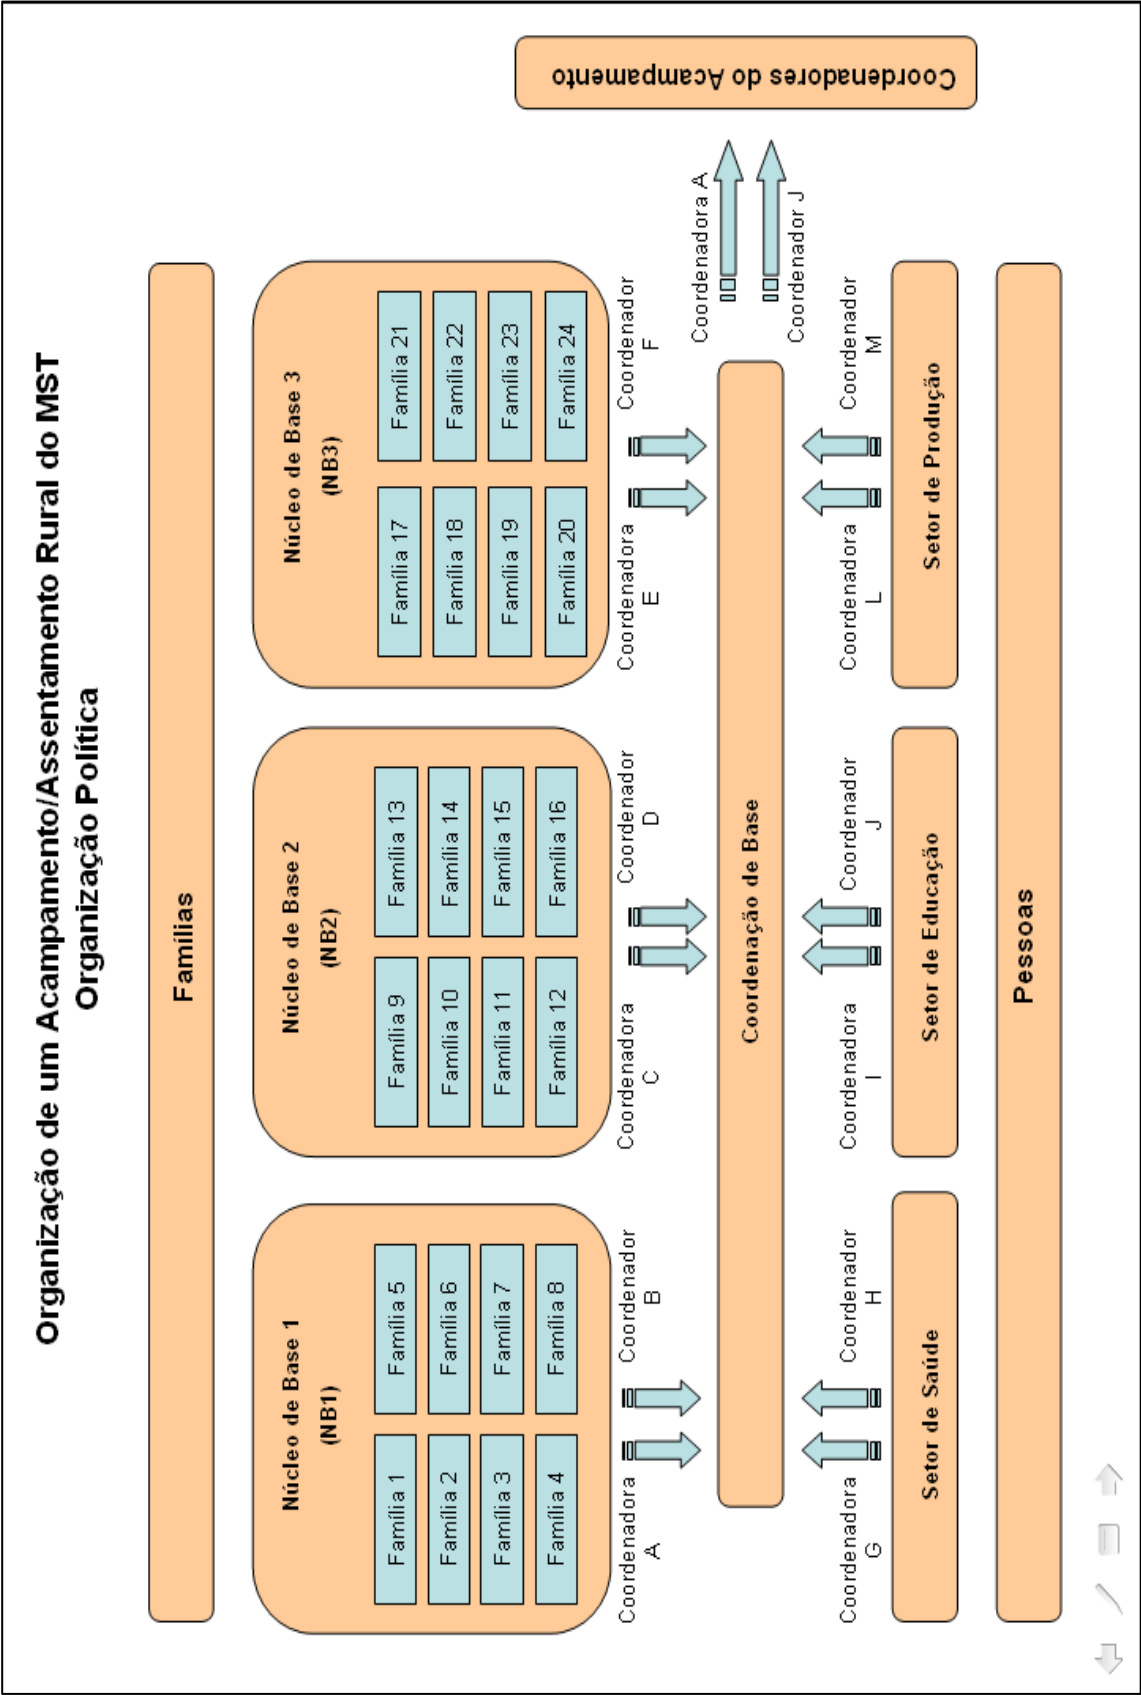 Organização de um Acampamento/Assentamento Rural do MST
Organização Política
Famílias
Núcleo de Base 1
(NB1)
Família 1
Família 5
Família 2
Família 6
Família 3
Família 7
Família 4
Família 8
Coordenadora
A
Coordenador
B
Núcleo de Base 2
(NB2)
Família 9
Família 13
Família 10
Família 14
Família 11
Família 15
Família 12
Família 16
Coordenadora
C
Coordenador
D
Núcleo de Base 3
(NB3)
Família 17
Família 21
Família 18
Família 22
Família 19
Família 23
Família 20
Família 24
Coordenadora
E
Coordenador
F
Coordenação de Base
Coordenadora A
Coordenador J
Coordenadores do Acampamento
Coordenadora
G
Coordenador
H
Setor de Saúde
Coordenadora
I
Coordenador
J
Setor de Educação
Coordenadora
L
Coordenador
M
Setor de Produção
Pessoas